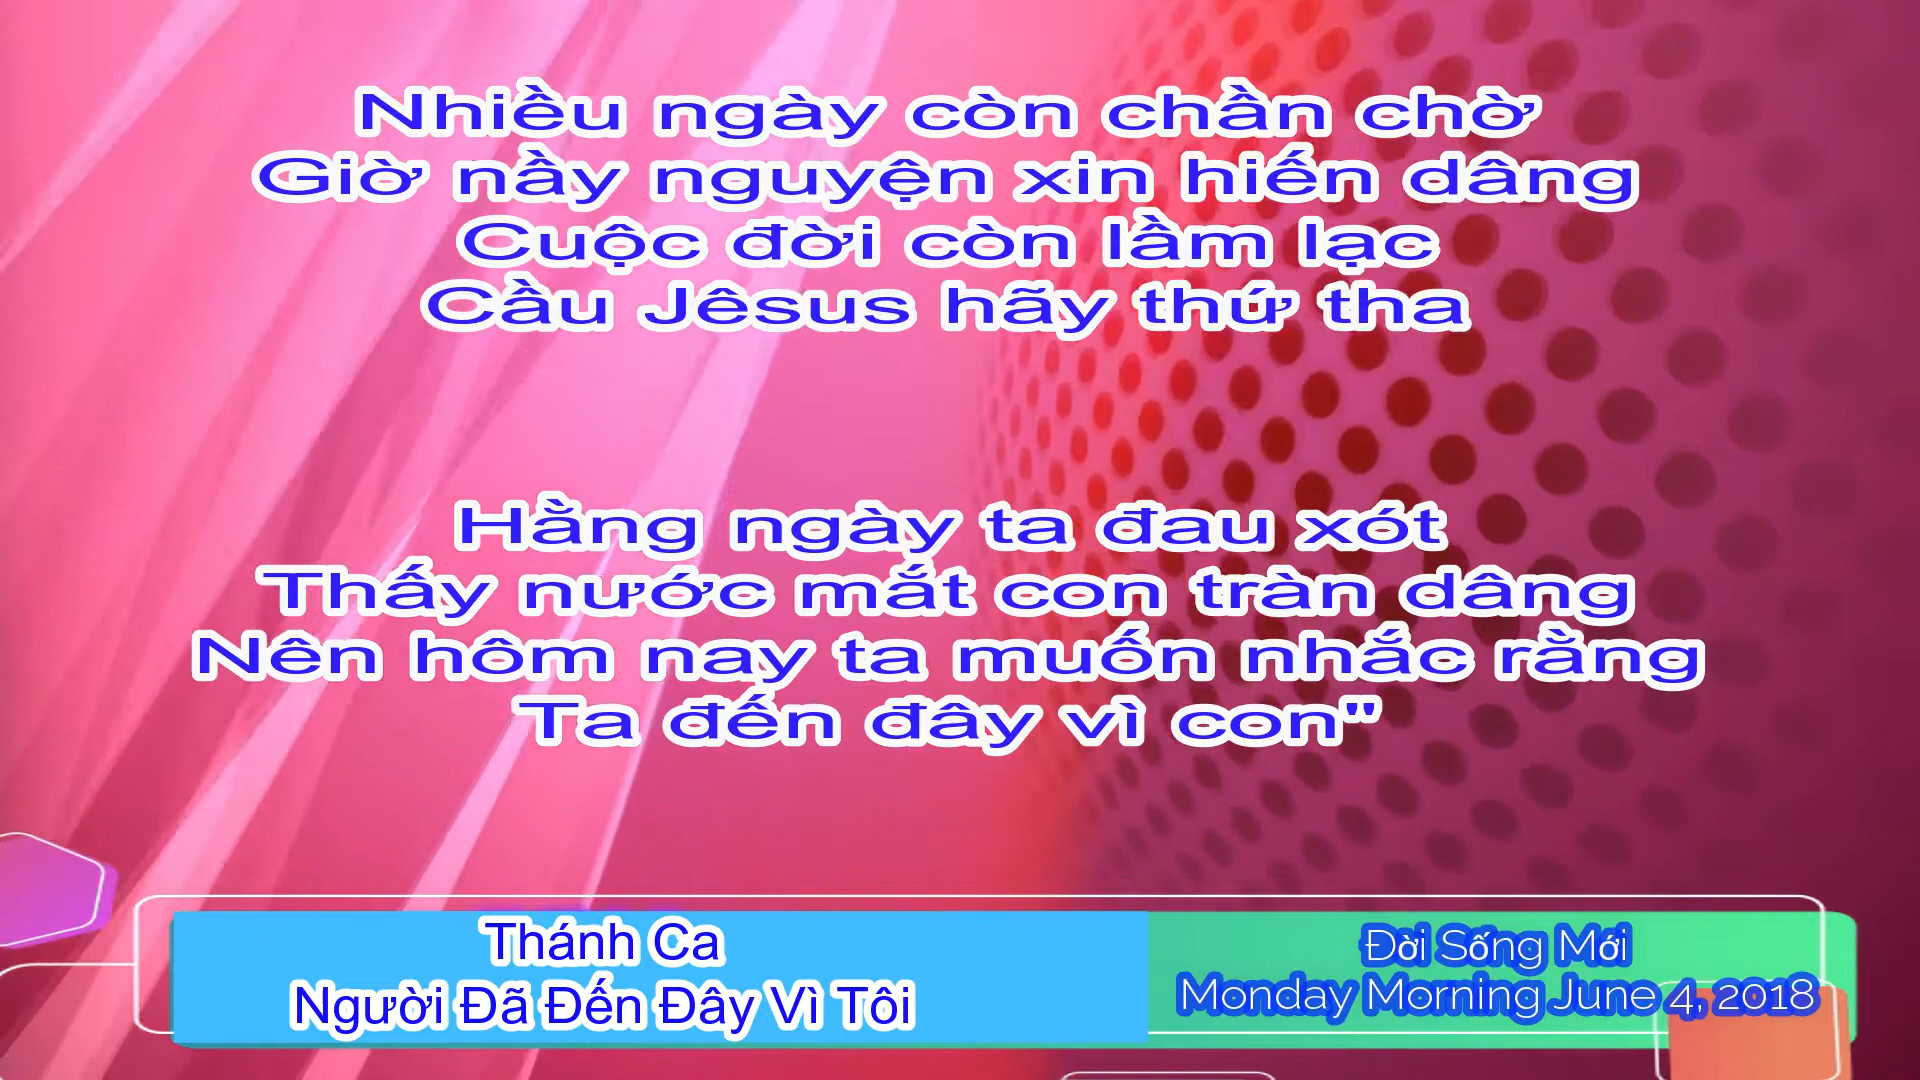 Nhiều ngày còn chần chờ
Giờ nầy nguyện xin hiến dâng
Cuộc đời còn lầm lạc
Cầu Jêsus hãy thứ tha
Hằng ngày ta đau xót
Thấy nước mắt con tràn dâng
Nên hôm nay ta muốn nhắc rằng
Ta đến đây vì con"
Thánh Ca
Người Đã Đến Đây Vì Tôi
Đời Sống Mới
Monday Morning June 4, 2018